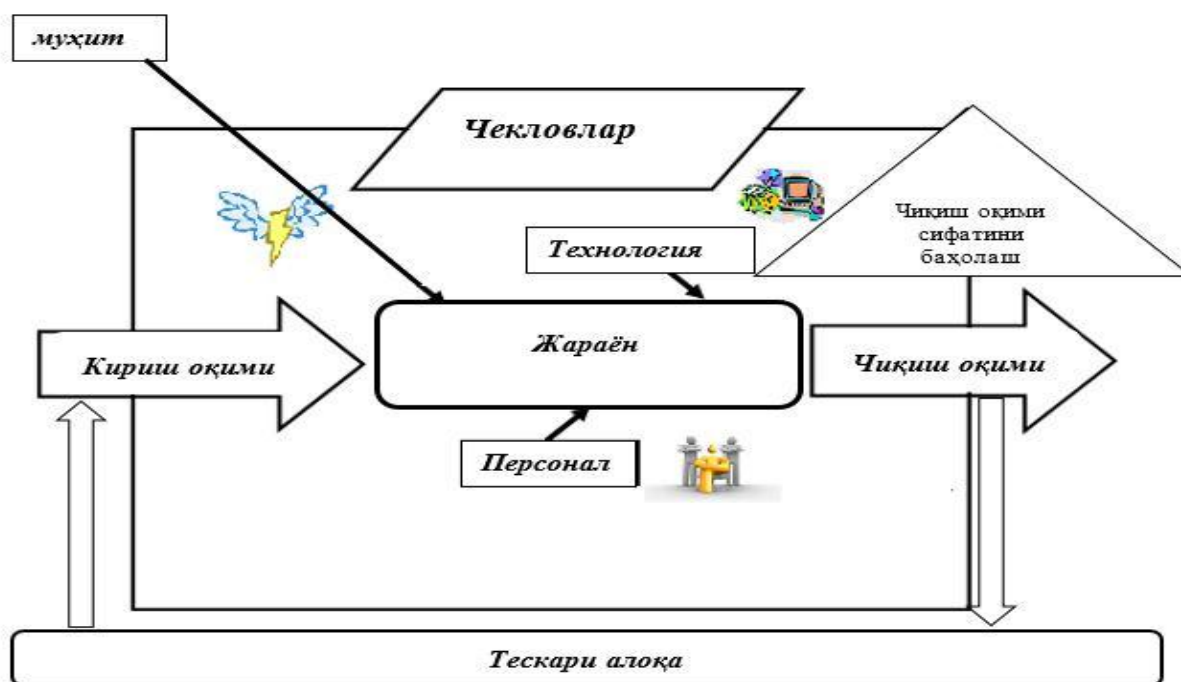 муҳит
Чекловлар
Чиқиш оқими
сифатини
баҳолаш
Технология
Жараён
Кириш оқими
Чиқиш оқими
Персонал
Тескари алоқа